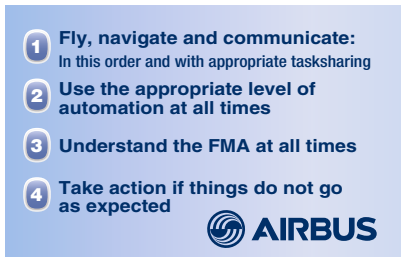 1 Fly, navigate and communicate:
In this order and with appropriate tasksharing
2 Use the appropriate level of
automation at all times
3 Understand the FMA at all times
4 Take action if things do not go
as expected
AIRBUS